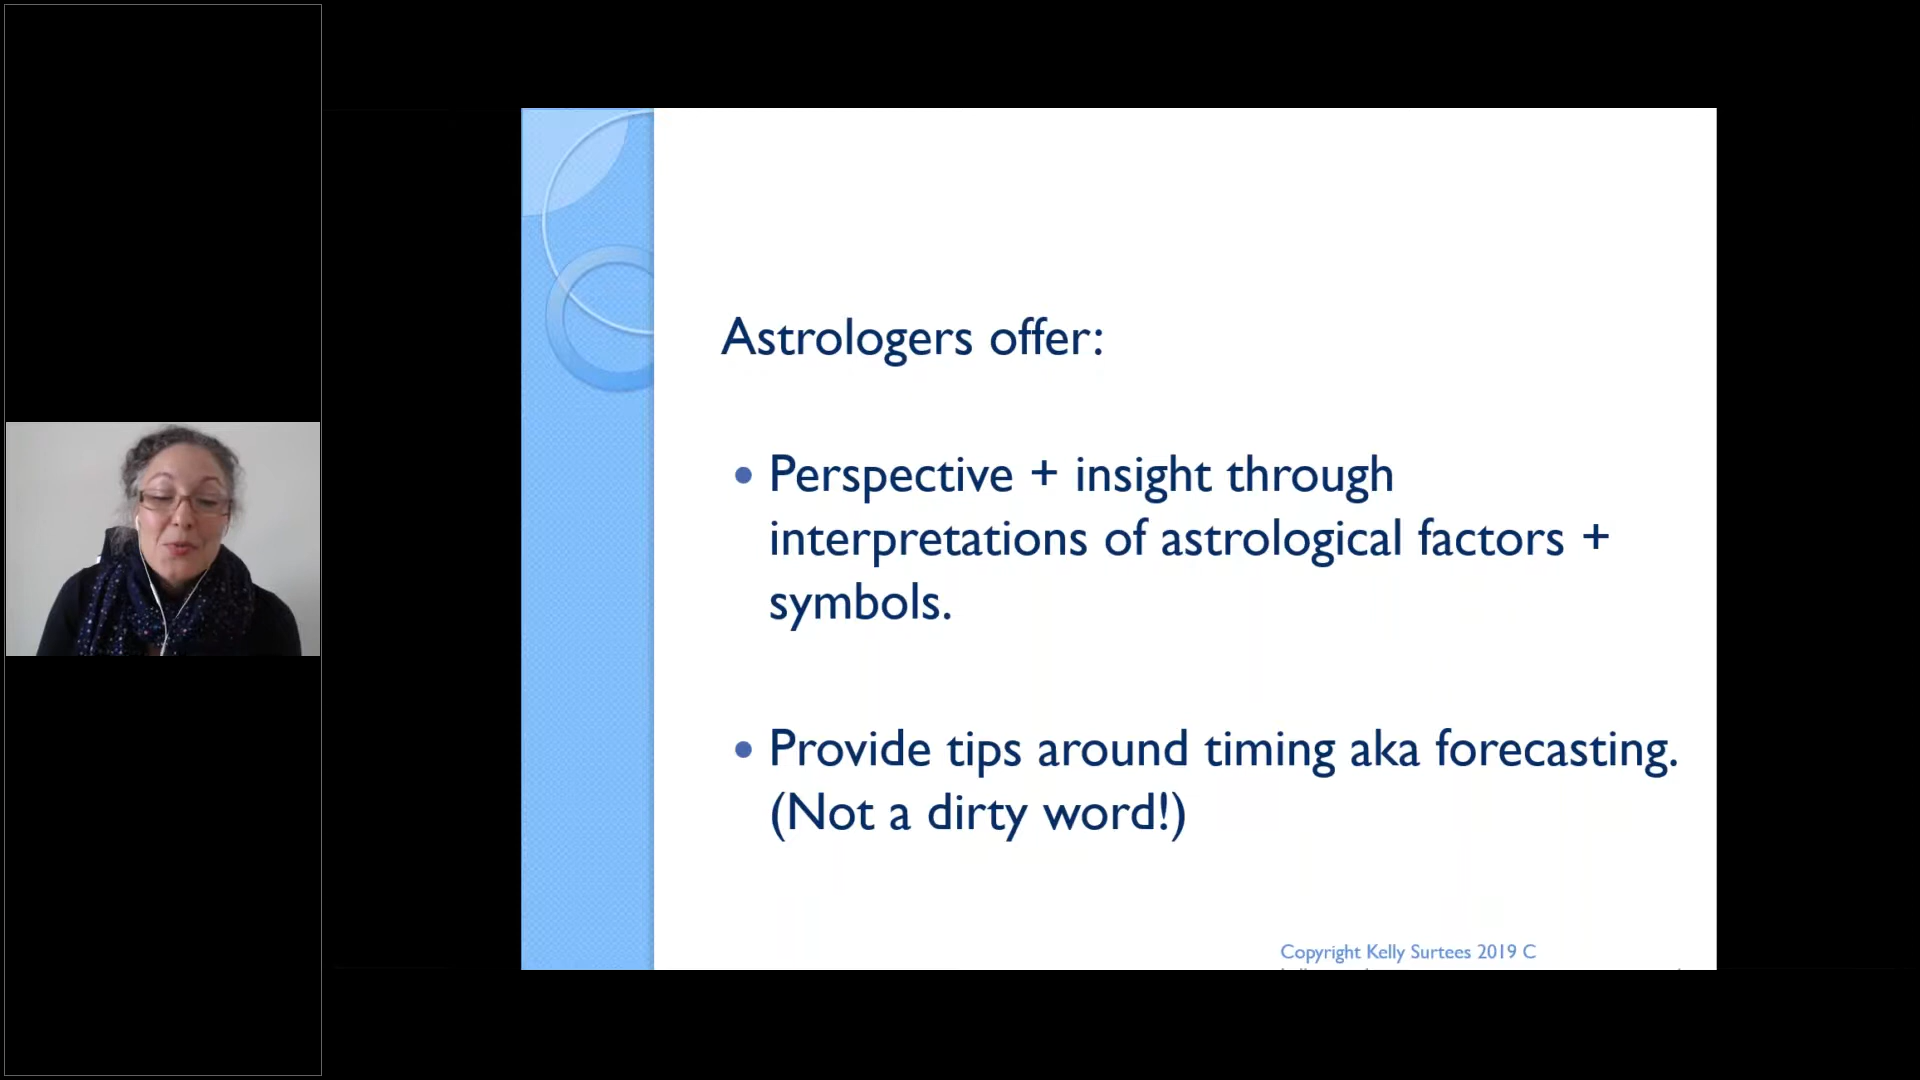 Astrologers offer:
• Perspective + insight through
interpretations of astrological factors +
symbols.
• Provide tips around timing aka forecasting.
(Not a dirty word!)
Copyright Kelly Surtees 2019 C